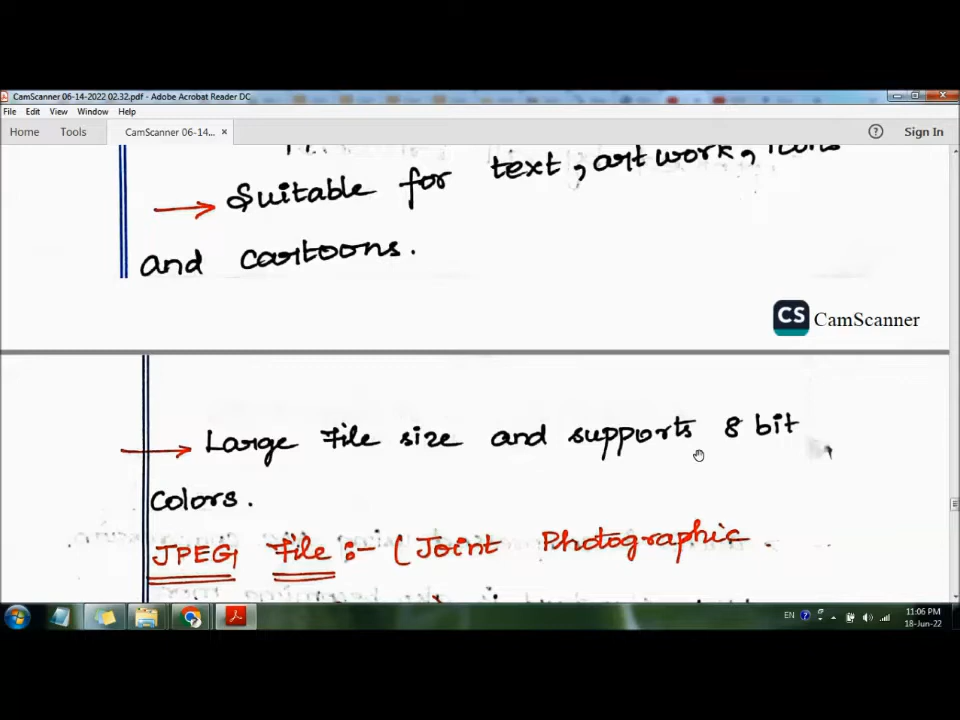 CamScanner 06-14-2022 02.32.pdf - Adobe Acrobat Reader DC
File Edit View Window Help
Home Tools CamScanner 06-14... × ? Sign In
→ Suitable for text, art work, icons
and cartoons.
CS CamScanner
→ Large File size and supports 8 bit
colors.
JPEG File :- (Joint Photographic
EN 11:06 PM
18-Jun-22